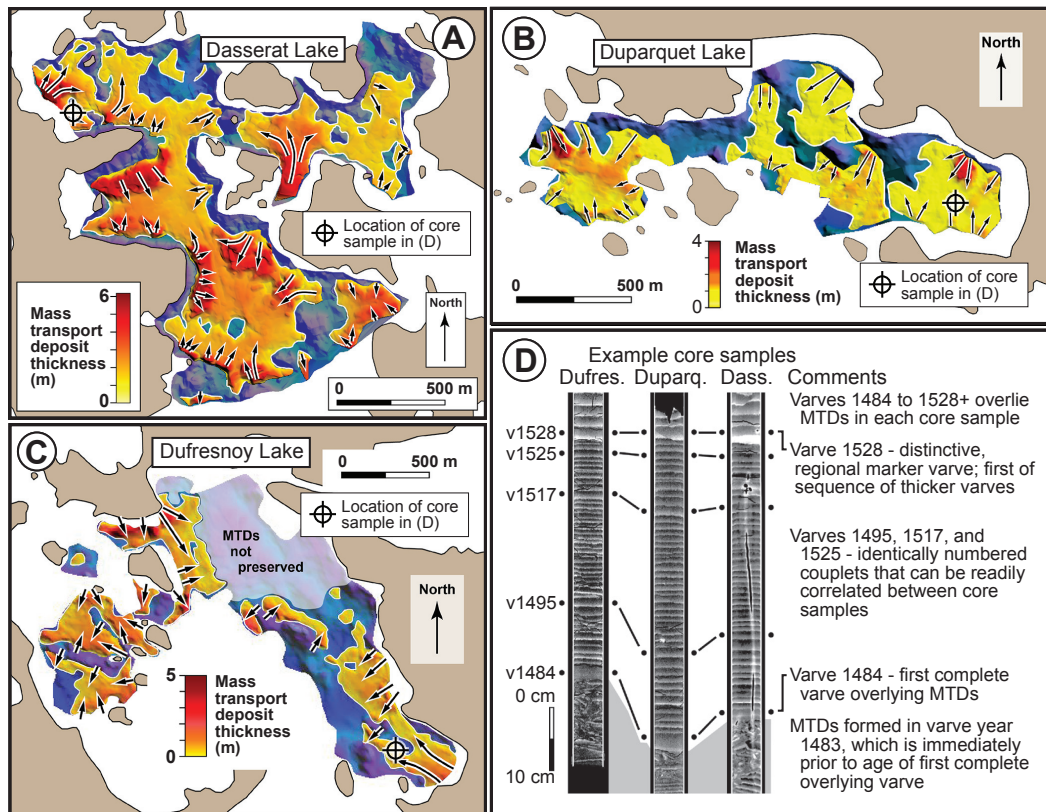 A
Dasserat Lake
Location of core
sample in (D)
6
Mass
transport
deposit
thickness
(m)
0
North
0 500 m
B
Duparquet Lake
North
4
0
Mass
transport
deposit
thickness (m)
0 500 m
Location of core
sample in (D)
C
Dufresnoy Lake
0 500 m
Location of core
sample in (D)
MTDs
not
preserved
North
5
0
Mass
transport
deposit
thickness
(m)
D
Example core samples
Dufres. Duparq. Dass. Comments
Varves 1484 to 1528+ overlie
MTDs in each core sample
v1528
Varve 1528 - distinctive,
regional marker varve; first of
sequence of thicker varves
v1525
v1517
Varves 1495, 1517, and
1525 - identically numbered
couplets that can be readily
correlated between core
samples
v1495
v1484
Varve 1484 - first complete
varve overlying MTDs
0 cm
10 cm
MTDs formed in varve year
1483, which is immediately
prior to age of first complete
overlying varve